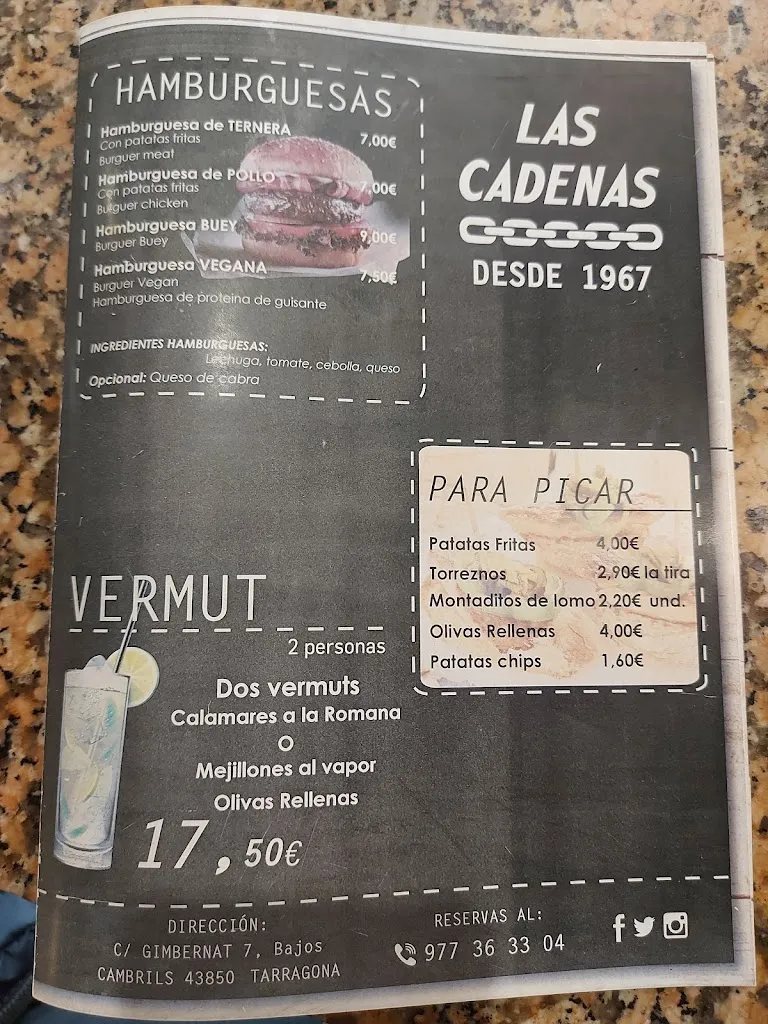 HAMBURGUESAS
Hamburguesa de TERNERA 7,00€
Con patatas fritas
Burguer meat
Hamburguesa de POLLO 7,00€
Con patatas fritas
Burguer chicken
Hamburguesa BUEY 9,00€
Burguer Buey
Hamburguesa VEGANA 7,50€
Burguer Vegan
Hamburguesa de proteina de guisante
INGREDIENTES HAMBURGUESAS:
Lechuga, tomate, cebolla, queso
Opcional: Queso de cabra
LAS
CADENAS
DESDE 1967
PARA PICAR
Patatas Fritas 4,00€
Torreznos 2,90€ la tira
Montaditos de lomo 2,20€ und.
Olivas Rellenas 4,00€
Patatas chips 1,60€
VERMUT
2 personas
Dos vermuts
Calamares a la Romana
O
Mejillones al vapor
Olivas Rellenas
17,50€
DIRECCIÓN:
C/ GIMBERNAT 7, Bajos
CAMBRILS 43850 TARRAGONA
RESERVAS AL:
977 36 33 04